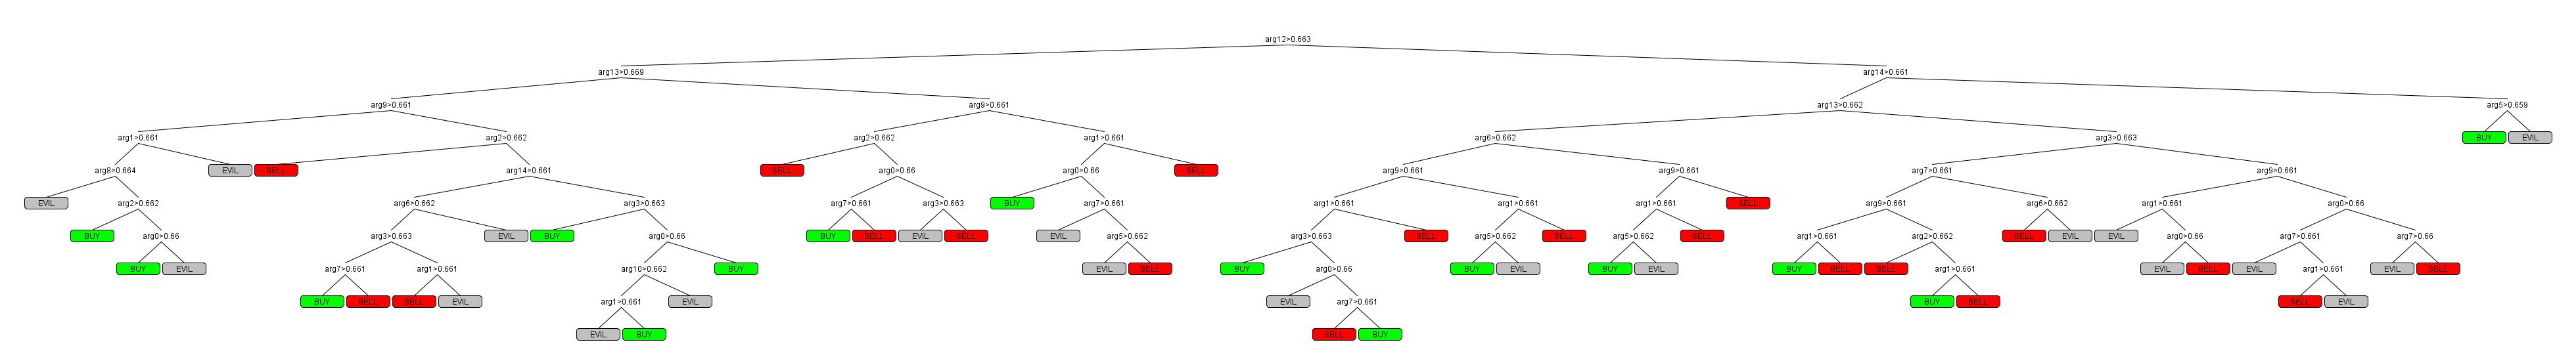 arg12>0.663
arg13>0.669 arg14>0.661
arg9>0.661 arg9>0.661 arg13>0.662 arg5>0.659
arg1>0.661 arg2>0.662 arg2>0.662 arg1>0.661 arg6>0.662 arg3>0.663 BUY EVIL
arg8>0.664 EVIL SELL arg14>0.661 SELL arg0>0.66 arg0>0.66 SELL arg9>0.661 arg9>0.661 arg7>0.661 arg9>0.661
EVIL arg2>0.662 arg6>0.662 arg3>0.663 arg7>0.661 arg3>0.663 BUY arg7>0.661 arg1>0.661 arg1>0.661 arg1>0.661 SELL arg9>0.661 arg6>0.662 arg1>0.661 arg0>0.66
BUY arg0>0.66 arg3>0.663 EVIL BUY arg0>0.66 BUY SELL EVIL SELL EVIL arg5>0.662 arg3>0.663 SELL arg5>0.662 SELL arg5>0.662 SELL arg1>0.661 arg2>0.662 SELL EVIL EVIL arg0>0.66 arg7>0.661 arg7>0.66
BUY EVIL arg7>0.661 arg1>0.661 arg10>0.662 BUY EVIL SELL BUY arg0>0.66 BUY EVIL BUY EVIL BUY SELL SELL arg1>0.661 EVIL SELL EVIL arg1>0.661 EVIL SELL
BUY SELL SELL EVIL arg1>0.661 EVIL EVIL arg7>0.661 BUY SELL SELL EVIL
EVIL BUY SELL BUY